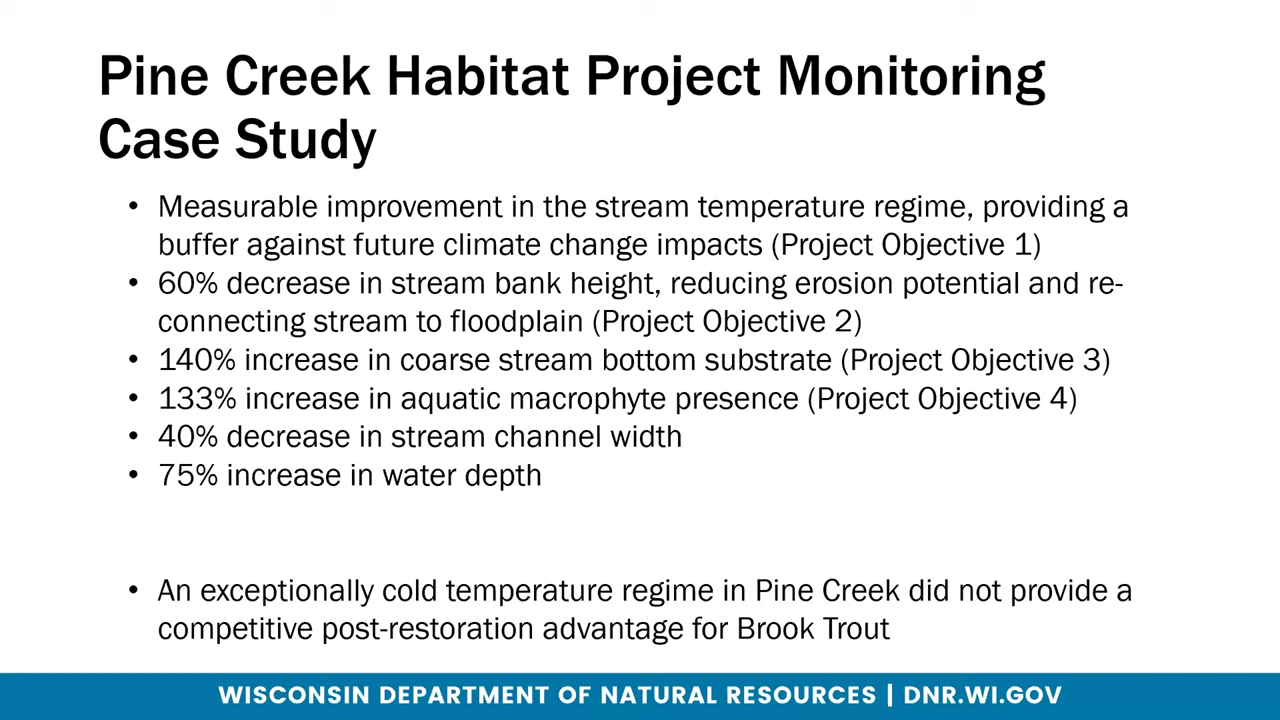 Pine Creek Habitat Project Monitoring
Case Study
• Measurable improvement in the stream temperature regime, providing a
buffer against future climate change impacts (Project Objective 1)
• 60% decrease in stream bank height, reducing erosion potential and re-
connecting stream to floodplain (Project Objective 2)
• 140% increase in coarse stream bottom substrate (Project Objective 3)
• 133% increase in aquatic macrophyte presence (Project Objective 4)
• 40% decrease in stream channel width
• 75% increase in water depth
• An exceptionally cold temperature regime in Pine Creek did not provide a
competitive post-restoration advantage for Brook Trout
WISCONSIN DEPARTMENT OF NATURAL RESOURCES | DNR.WI.GOV